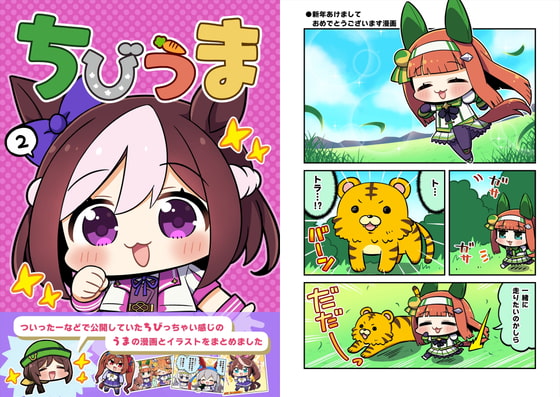 ちびうま
2
ついったーなどで公開していたちびっちゃい感じの
うまの漫画とイラストをまとめました
●新年あけまして
おめでとうございます漫画
ガサ
ガサ
ト…
トラ…!?
バーン
一緒に
走りたいのかしら
だだーっ